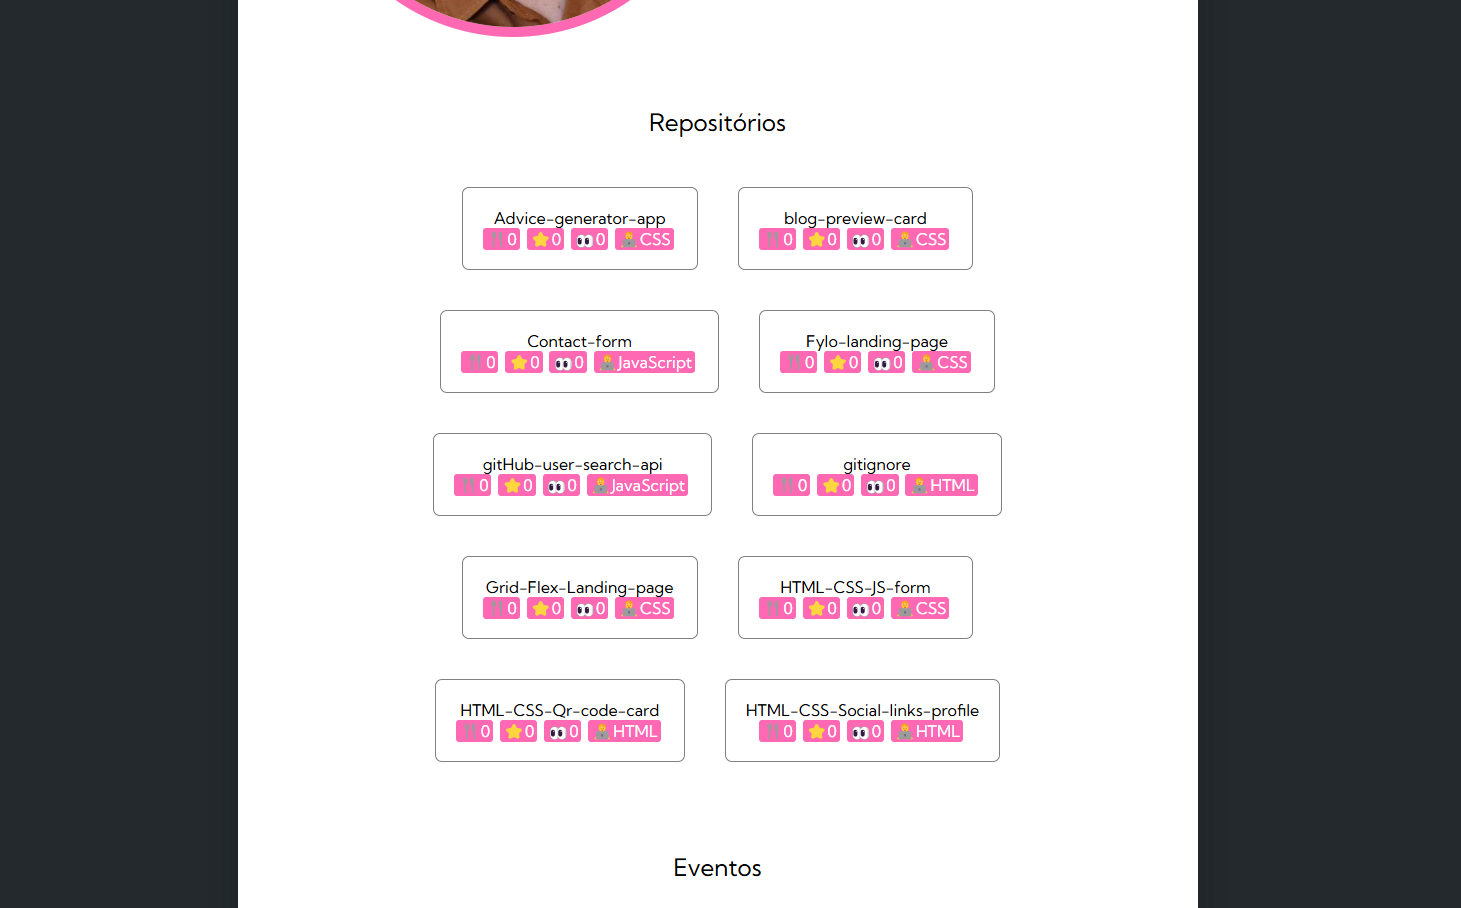 Repositórios
Advice-generator-app
🍴0 ⭐0 👀0 👩‍💻CSS
blog-preview-card
🍴0 ⭐0 👀0 👩‍💻CSS
Contact-form
🍴0 ⭐0 👀0 👩‍💻JavaScript
Fylo-landing-page
🍴0 ⭐0 👀0 👩‍💻CSS
gitHub-user-search-api
🍴0 ⭐0 👀0 👩‍💻JavaScript
gitignore
🍴0 ⭐0 👀0 👩‍💻HTML
Grid-Flex-Landing-page
🍴0 ⭐0 👀0 👩‍💻CSS
HTML-CSS-JS-form
🍴0 ⭐0 👀0 👩‍💻CSS
HTML-CSS-Qr-code-card
🍴0 ⭐0 👀0 👩‍💻HTML
HTML-CSS-Social-links-profile
🍴0 ⭐0 👀0 👩‍💻HTML
Eventos